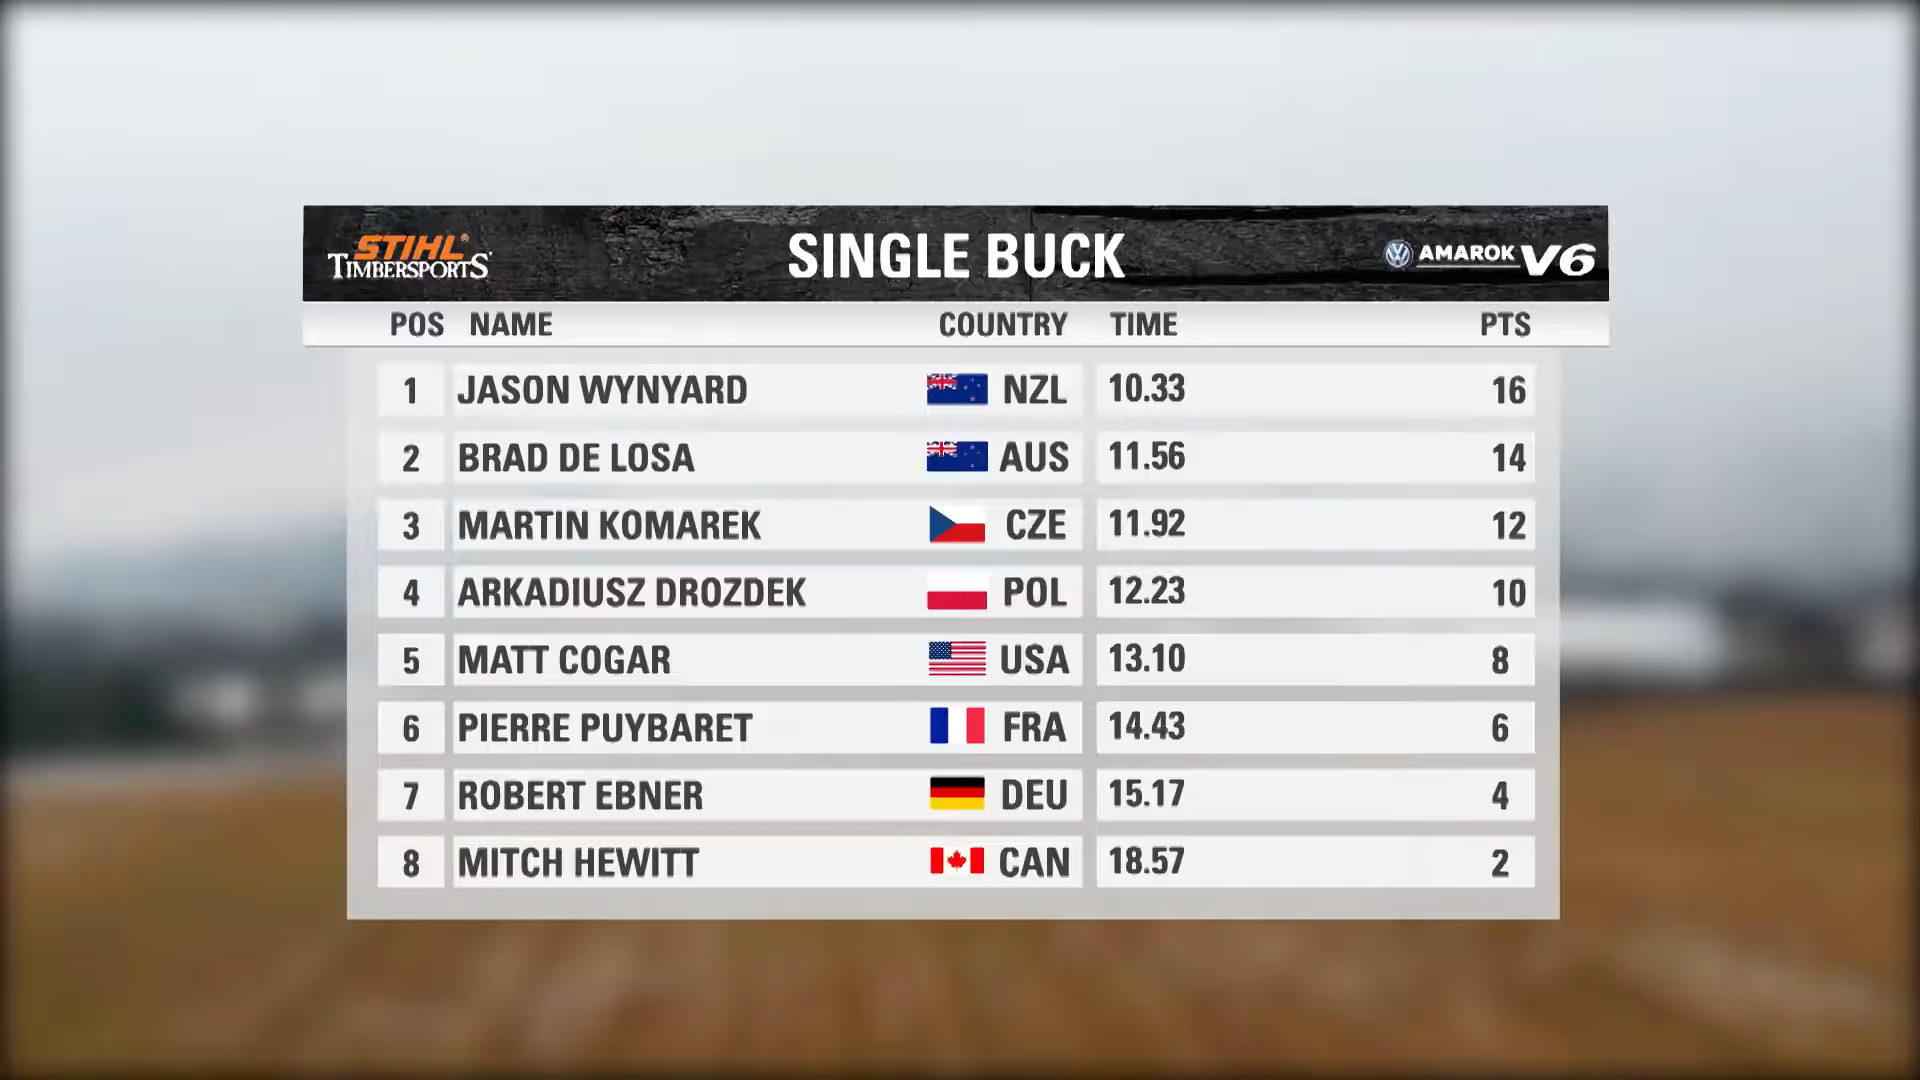 STIHL®
TIMBERSPORTS®
SINGLE BUCK
AMAROK V6
POS NAME COUNTRY TIME PTS
1 JASON WYNYARD NZL 10.33 16
2 BRAD DE LOSA AUS 11.56 14
3 MARTIN KOMAREK CZE 11.92 12
4 ARKADIUSZ DROZDEK POL 12.23 10
5 MATT COGAR USA 13.10 8
6 PIERRE PUYBARET FRA 14.43 6
7 ROBERT EBNER DEU 15.17 4
8 MITCH HEWITT CAN 18.57 2